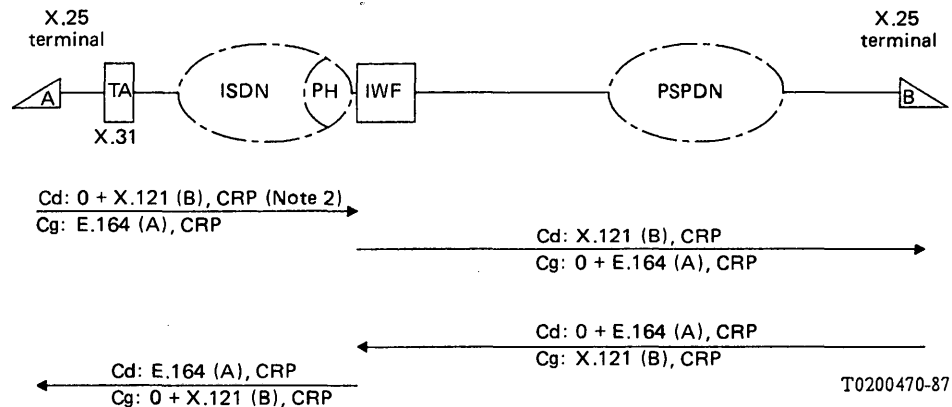 X.25
terminal
X.25
terminal
A
TA
ISDN
PH
IWF
PSPDN
B
X.31
Cd: 0 + X.121 (B), CRP (Note 2)
Cg: E.164 (A), CRP
Cd: X.121 (B), CRP
Cg: 0 + E.164 (A), CRP
Cd: 0 + E.164 (A), CRP
Cg: X.121 (B), CRP
Cd: E.164 (A), CRP
Cg: 0 + X.121 (B), CRP
T0200470-87